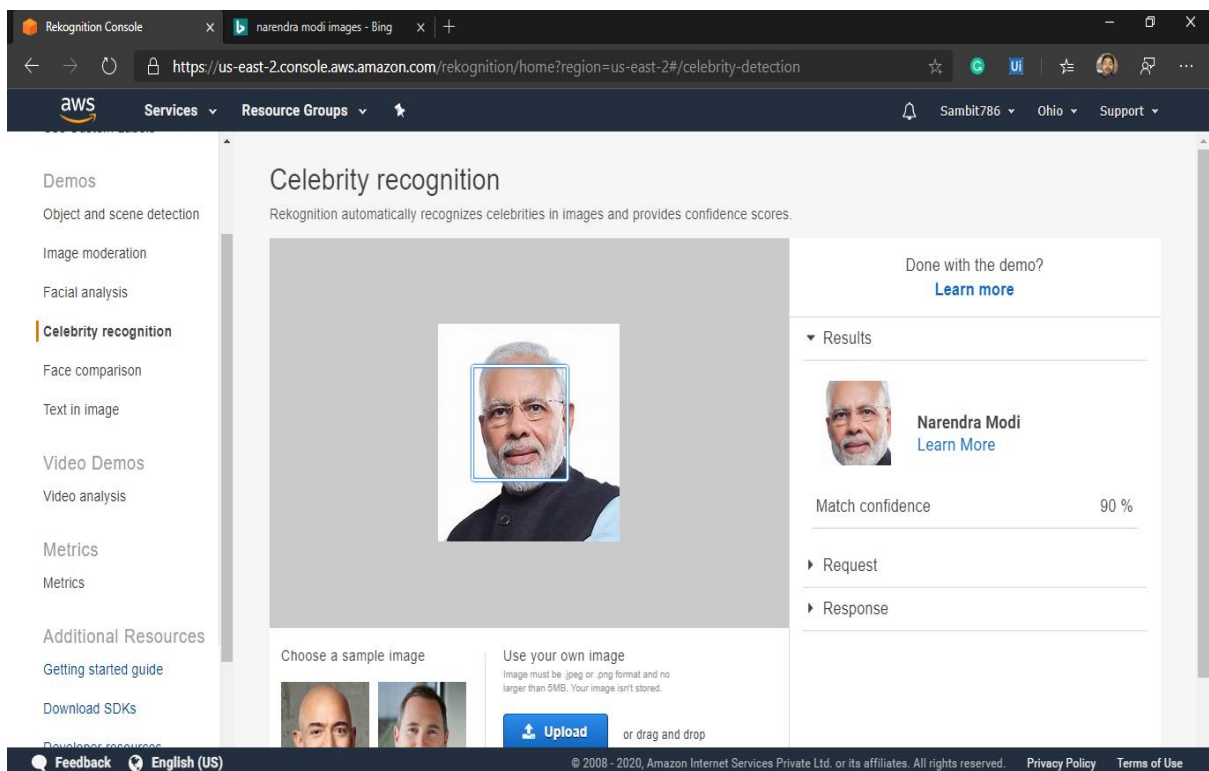 Rekognition Console
narendra modi images - Bing
https://us-east-2.console.aws.amazon.com/rekognition/home?region=us-east-2#/celebrity-detection
aws Services Resource Groups Sambit786 Ohio Support
Use Custom Labels
Demos
Object and scene detection
Image moderation
Facial analysis
Celebrity recognition
Face comparison
Text in image
Video Demos
Video analysis
Metrics
Metrics
Additional Resources
Getting started guide
Download SDKs
Developer resources
Celebrity recognition
Rekognition automatically recognizes celebrities in images and provides confidence scores.
Done with the demo?
Learn more
Results
Narendra Modi
Learn More
Match confidence 90 %
Request
Response
Choose a sample image
Use your own image
Image must be .jpeg or .png format and no
larger than 5MB. Your image isn't stored.
Upload or drag and drop
Feedback English (US) © 2008 - 2020, Amazon Internet Services Private Ltd. or its affiliates. All rights reserved. Privacy Policy Terms of Use